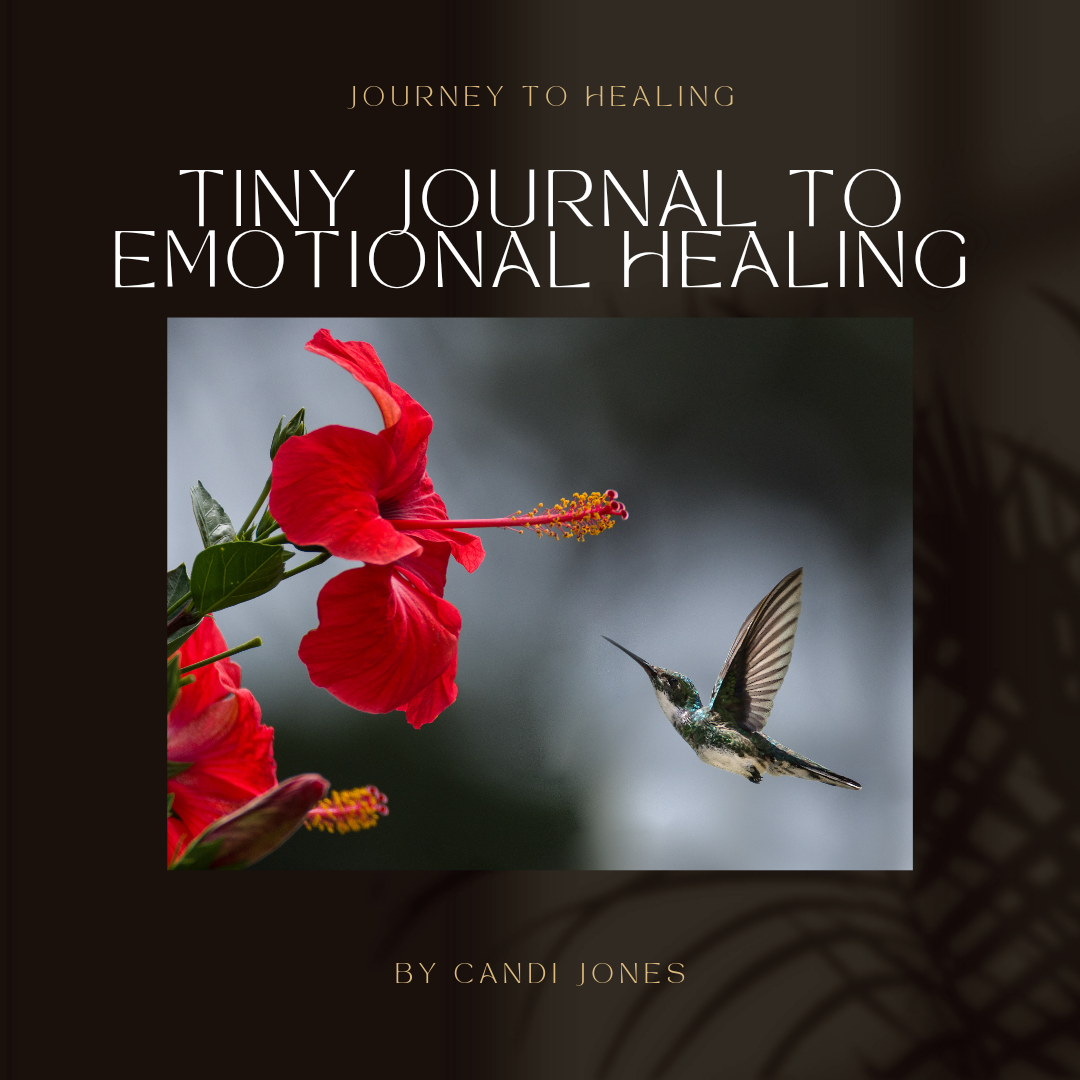 JOURNEY TO HEALING
TINY JOURNAL TO
EMOTIONAL HEALING
BY CANDI JONES